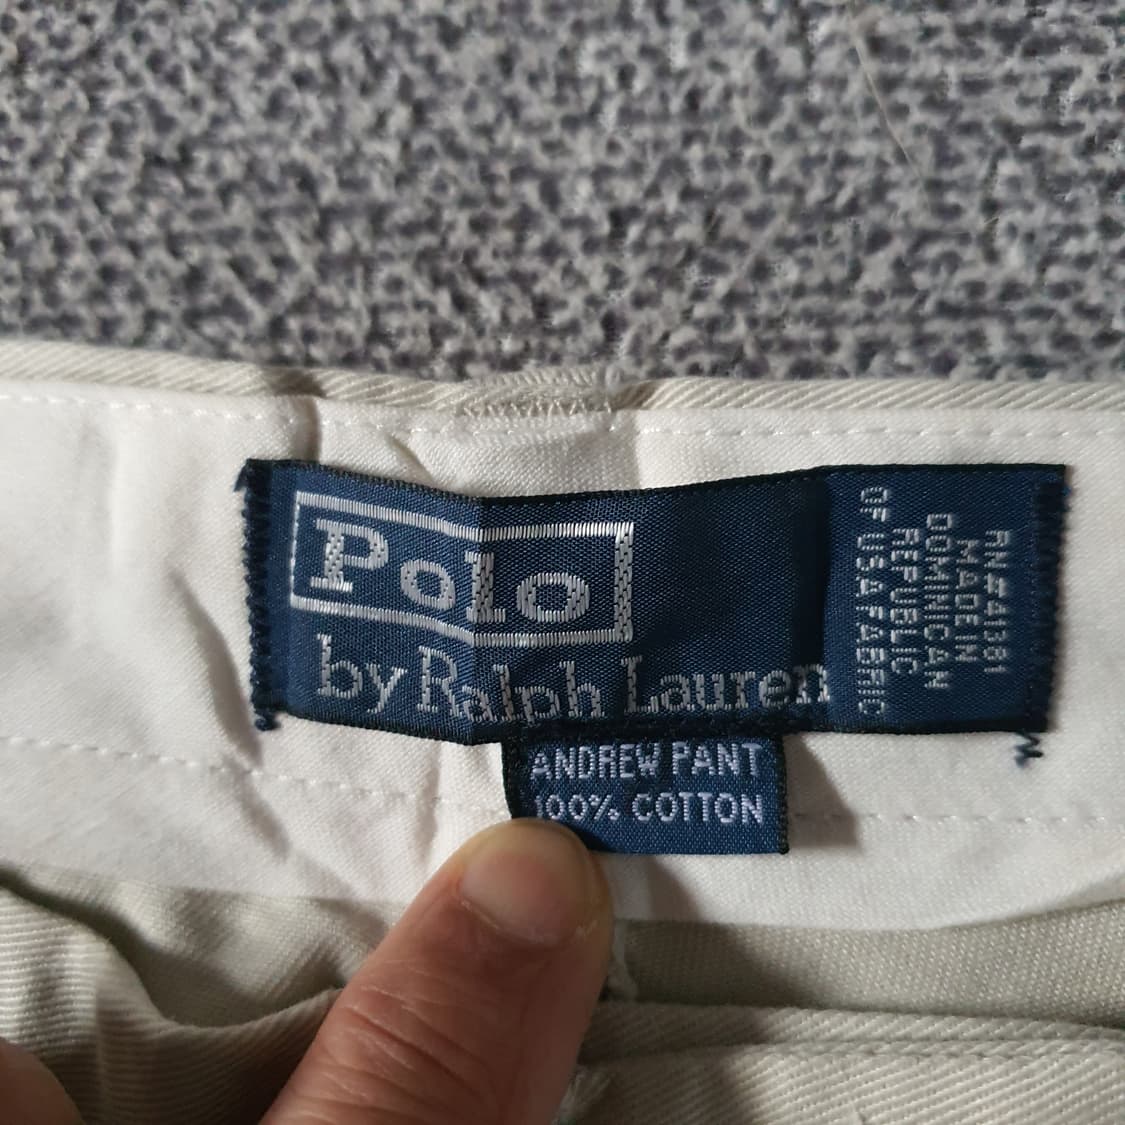 Polo
by Ralph Lauren
RN #41381
MADE IN
DOMINICAN
REPUBLIC
OF USA FABRIC
ANDREW PANT
100% COTTON